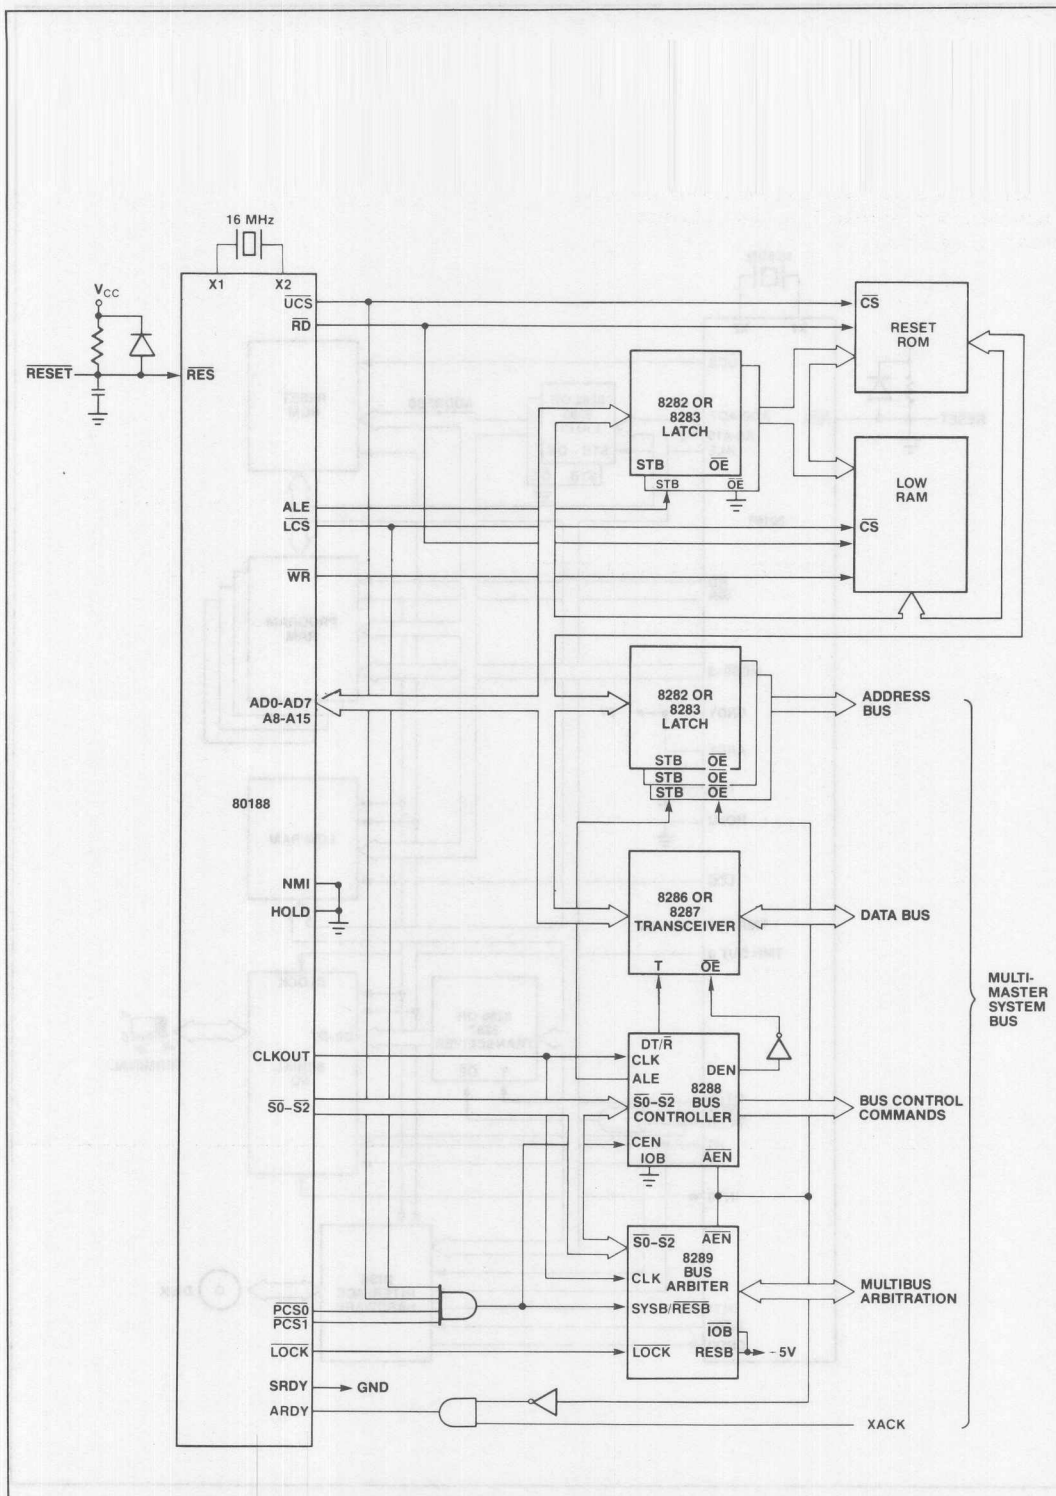 16 MHz
X1 X2
VCC
UCS
RD
RESET
RES
CS
RESET
ROM
8282 OR
8283
LATCH
STB OE
STB OE
ALE
LCS
WR
LOW
RAM
CS
AD0-AD7
A8-A15
8282 OR
8283
LATCH
STB OE
STB OE
STB OE
ADDRESS
BUS
80188
NMI
HOLD
8286 OR
8287
TRANSCEIVER
T OE
DATA BUS
MULTI-
MASTER
SYSTEM
BUS
CLKOUT
S0-S2
DT/R
CLK
ALE
DEN
8288
S0-S2 BUS
CONTROLLER
CEN
IOB AEN
BUS CONTROL
COMMANDS
S0-S2 AEN
8289
BUS
ARBITER
CLK
SYSB/RESB
IOB
LOCK RESB
-5V
MULTIBUS
ARBITRATION
PCS0
PCS1
LOCK
SRDY GND
ARDY
XACK